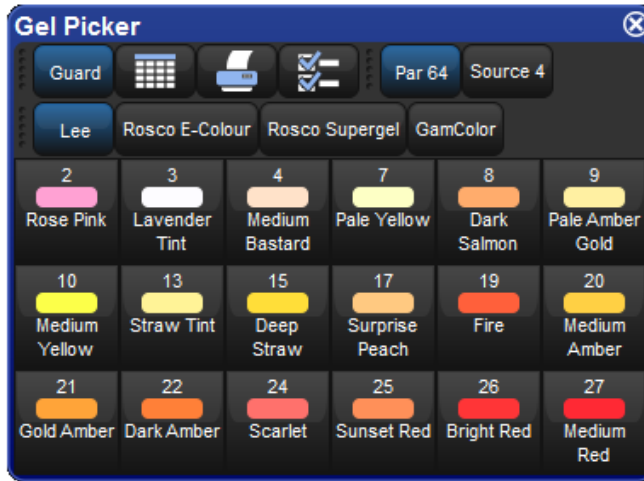 Gel Picker
Guard Par 64 Source 4
Lee Rosco E-Colour Rosco Supergel GamColor
2 3 4 7 8 9
Rose Pink Lavender Medium Pale Yellow Dark Pale Amber
Tint Bastard Salmon Gold
10 13 15 17 19 20
Medium Straw Tint Deep Surprise Fire Medium
Yellow Straw Peach Amber
21 22 24 25 26 27
Gold Amber Dark Amber Scarlet Sunset Red Bright Red Medium
Red